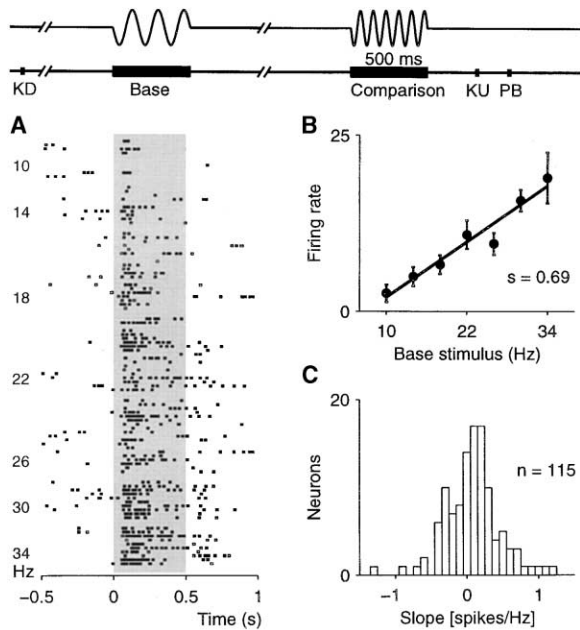 500 ms
KD
Base
Comparison
KU
PB
A
10
14
18
22
26
30
34
Hz
−0.5
0
0.5
1
Time (s)
B
25
Firing rate
0
s = 0.69
10
22
34
Base stimulus (Hz)
C
20
Neurons
n = 115
0
−1
0
1
Slope [spikes/Hz]